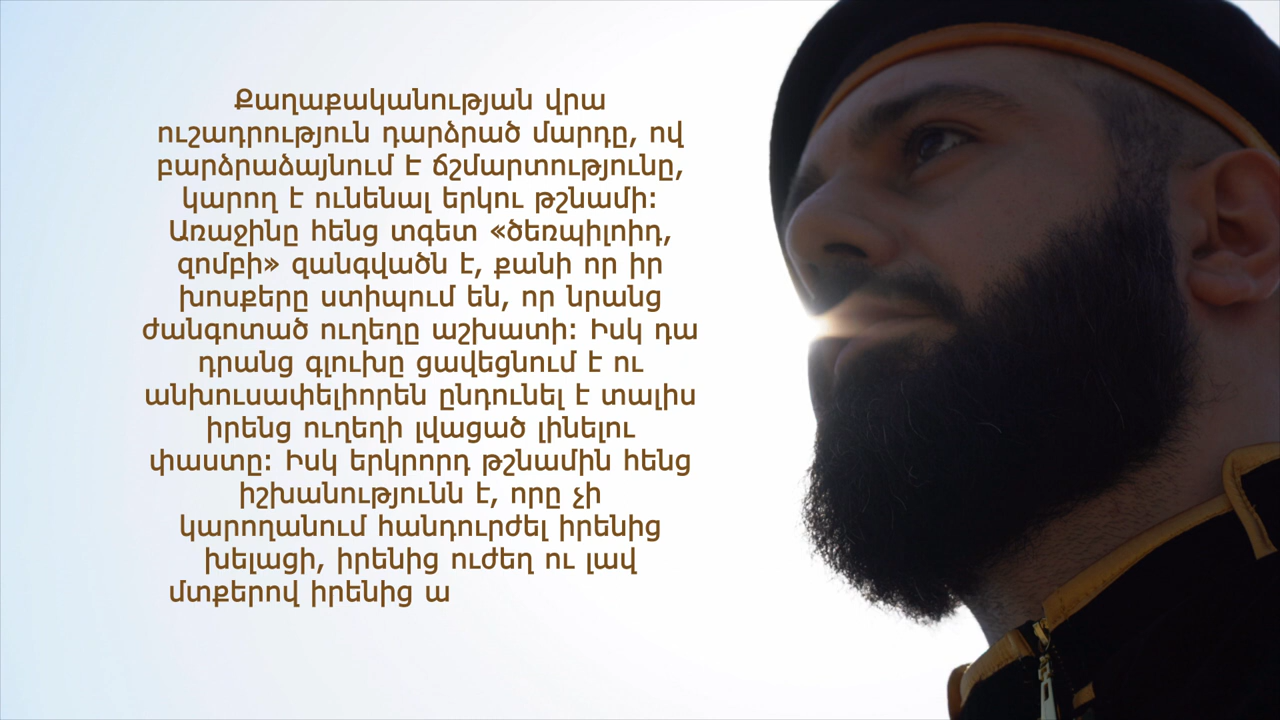 Քաղաքականության վրա
ուշադրություն դարձրած մարդը, ով
բարձրաձայնում Է ճշմարտությունը,
կարող է ունենալ երկու թշնամի:
Առաջինը հենց տգետ «ծեռպիլոիդ,
զոմբի» զանգվածն է, քանի որ իր
խոսքերը ստիպում են, որ նրանց
ժանգոտած ուղեղը աշխատի: Իսկ դա
դրանց գլուխը ցավեցնում է ու
անխուսափելիորեն ընդունել է տալիս
իրենց ուղեղի լվացած լինելու
փաստը: Իսկ երկրորդ թշնամին հենց
իշխանությունն է, որը չի
կարողանում հանդուրժել իրենից
խելացի, իրենից ուժեղ ու լավ
մտքերով իրենից ա